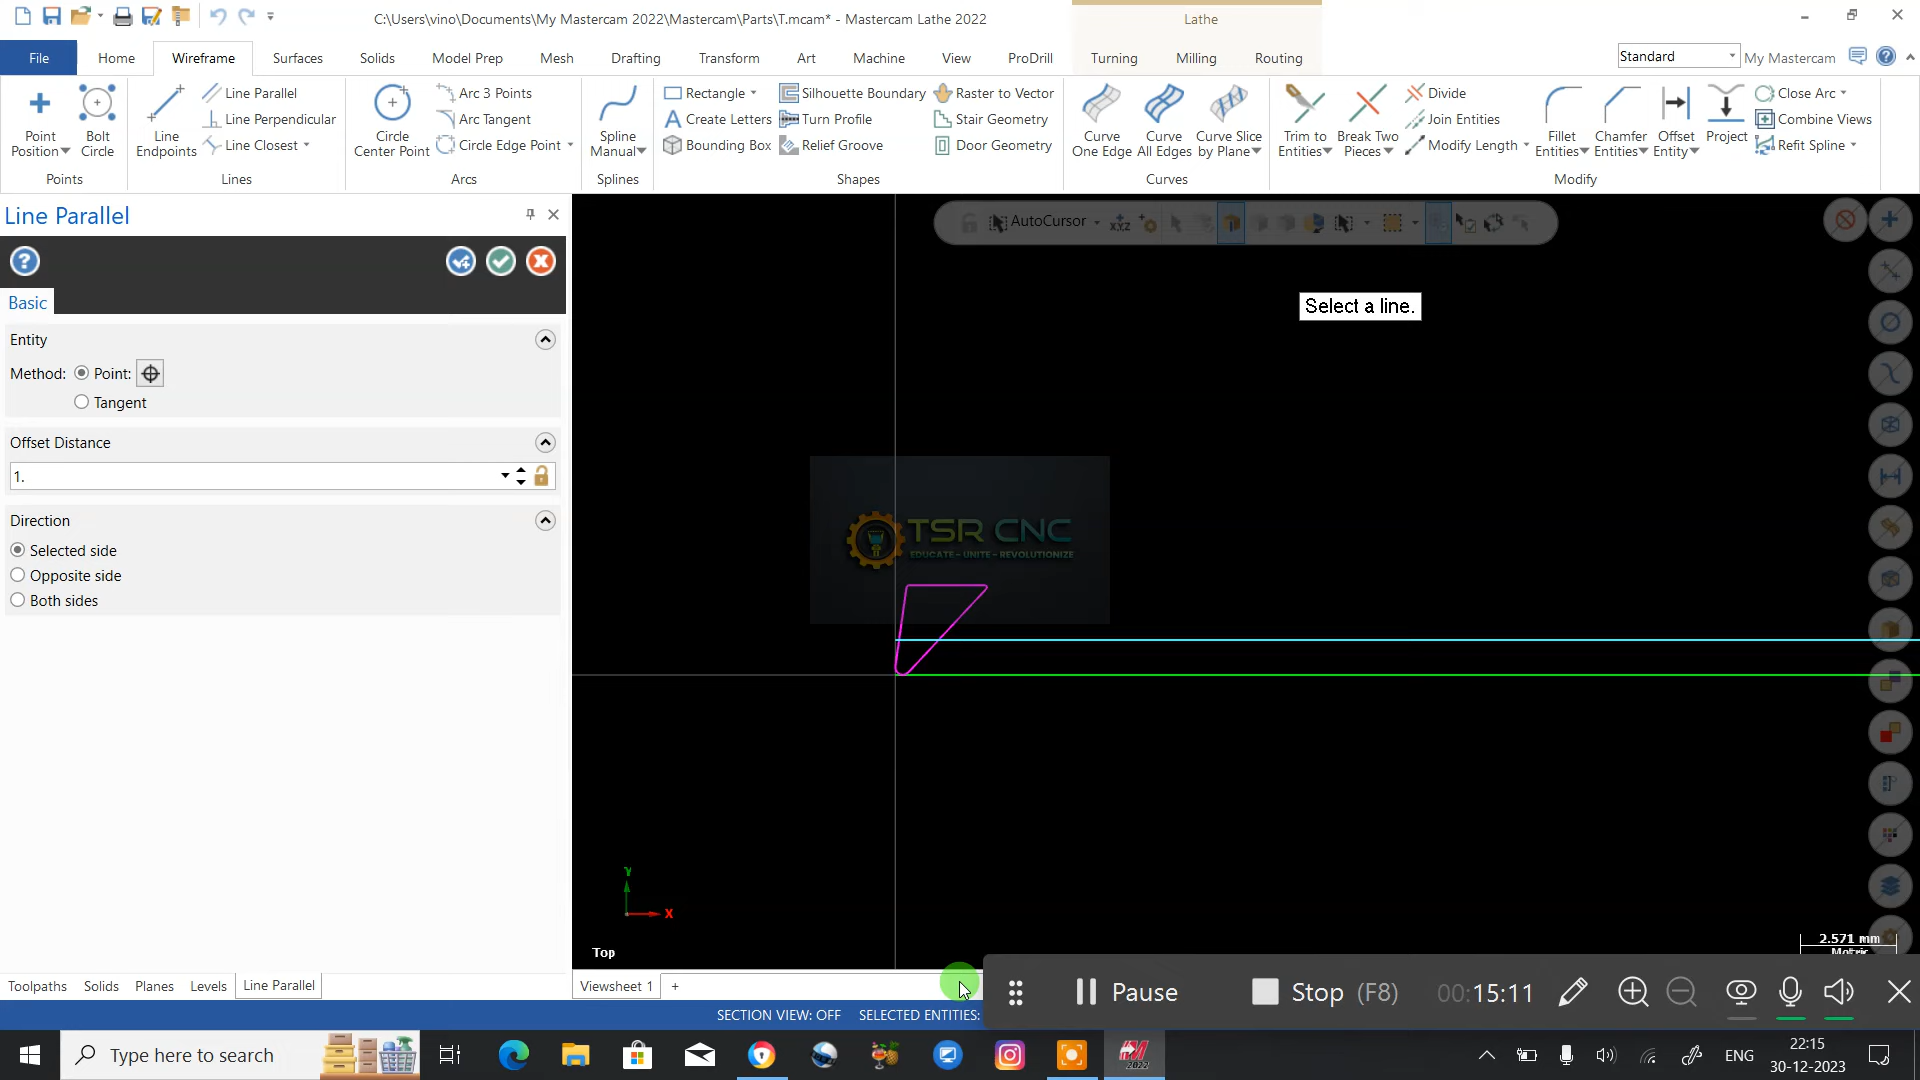 C:\Users\vino\Documents\My Mastercam 2022\Mastercam\Parts\T.mcam* - Mastercam Lathe 2022
Lathe
File Home Wireframe Surfaces Solids Model Prep Mesh Drafting Transform Art Machine View ProDrill Turning Milling Routing
Standard
My Mastercam
Point Position
Bolt Circle
Points
Line Endpoints
Line Parallel
Line Perpendicular
Line Closest
Lines
Circle Center Point
Arc 3 Points
Arc Tangent
Circle Edge Point
Arcs
Spline Manual
Splines
Rectangle
Create Letters
Bounding Box
Silhouette Boundary
Turn Profile
Relief Groove
Raster to Vector
Stair Geometry
Door Geometry
Shapes
Curve One Edge
Curve All Edges
Curve Slice by Plane
Curves
Trim to Entities
Break Two Pieces
Divide
Join Entities
Modify Length
Fillet Entities
Chamfer Entities
Offset Entity
Project
Close Arc
Combine Views
Refit Spline
Modify
Line Parallel
Basic
Entity
Method: Point:
Tangent
Offset Distance
1.
Direction
Selected side
Opposite side
Both sides
AutoCursor
Select a line.
TSR CNC
EDUCATE - UNITE - REVOLUTIONIZE
Y
X
Top
2.571 mm
Metric
Toolpaths Solids Planes Levels Line Parallel
Viewsheet 1 +
SECTION VIEW: OFF SELECTED ENTITIES:
Pause
Stop (F8)
00:15:11
Type here to search
2022
ENG
22:15
30-12-2023